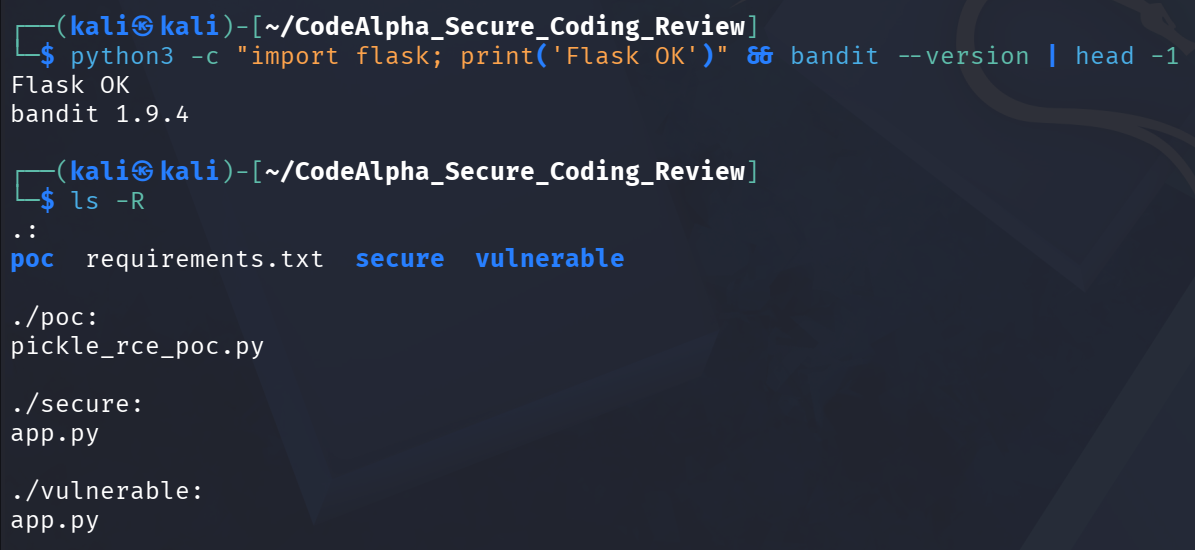 ┌──(kali㉿kali)-[~/CodeAlpha_Secure_Coding_Review]
└─$ python3 -c "import flask; print('Flask OK')" && bandit --version | head -1
Flask OK
bandit 1.9.4
┌──(kali㉿kali)-[~/CodeAlpha_Secure_Coding_Review]
└─$ ls -R
.:
poc  requirements.txt  secure  vulnerable
./poc:
pickle_rce_poc.py
./secure:
app.py
./vulnerable:
app.py